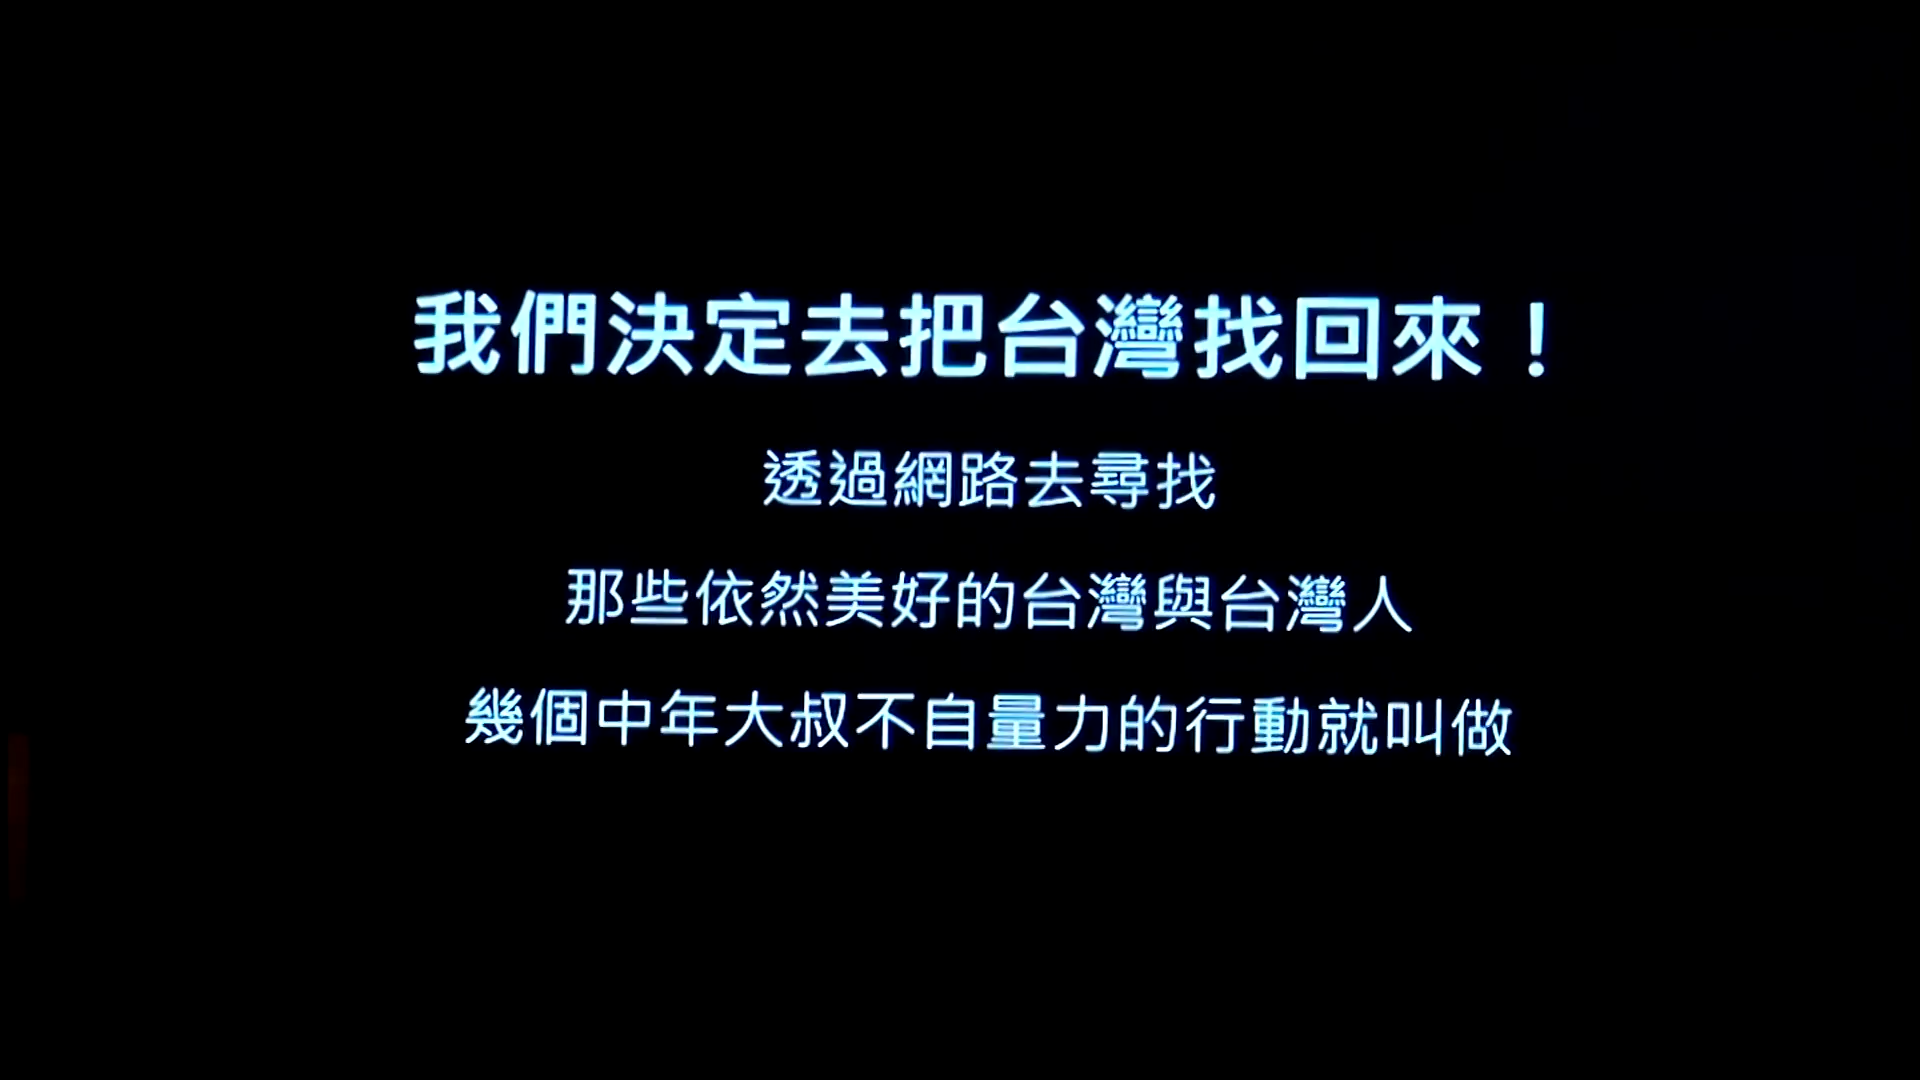 我們決定去把台灣找回來！
透過網路去尋找
那些依然美好的台灣與台灣人
幾個中年大叔不自量力的行動就叫做